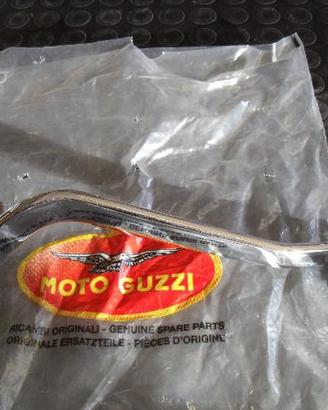 MOTO GUZZI
RICAMBI ORIGINALI - GENUINE SPARE PARTS
ORIGINALE ERSATZTEILE - PIÈCES D'ORIGINE